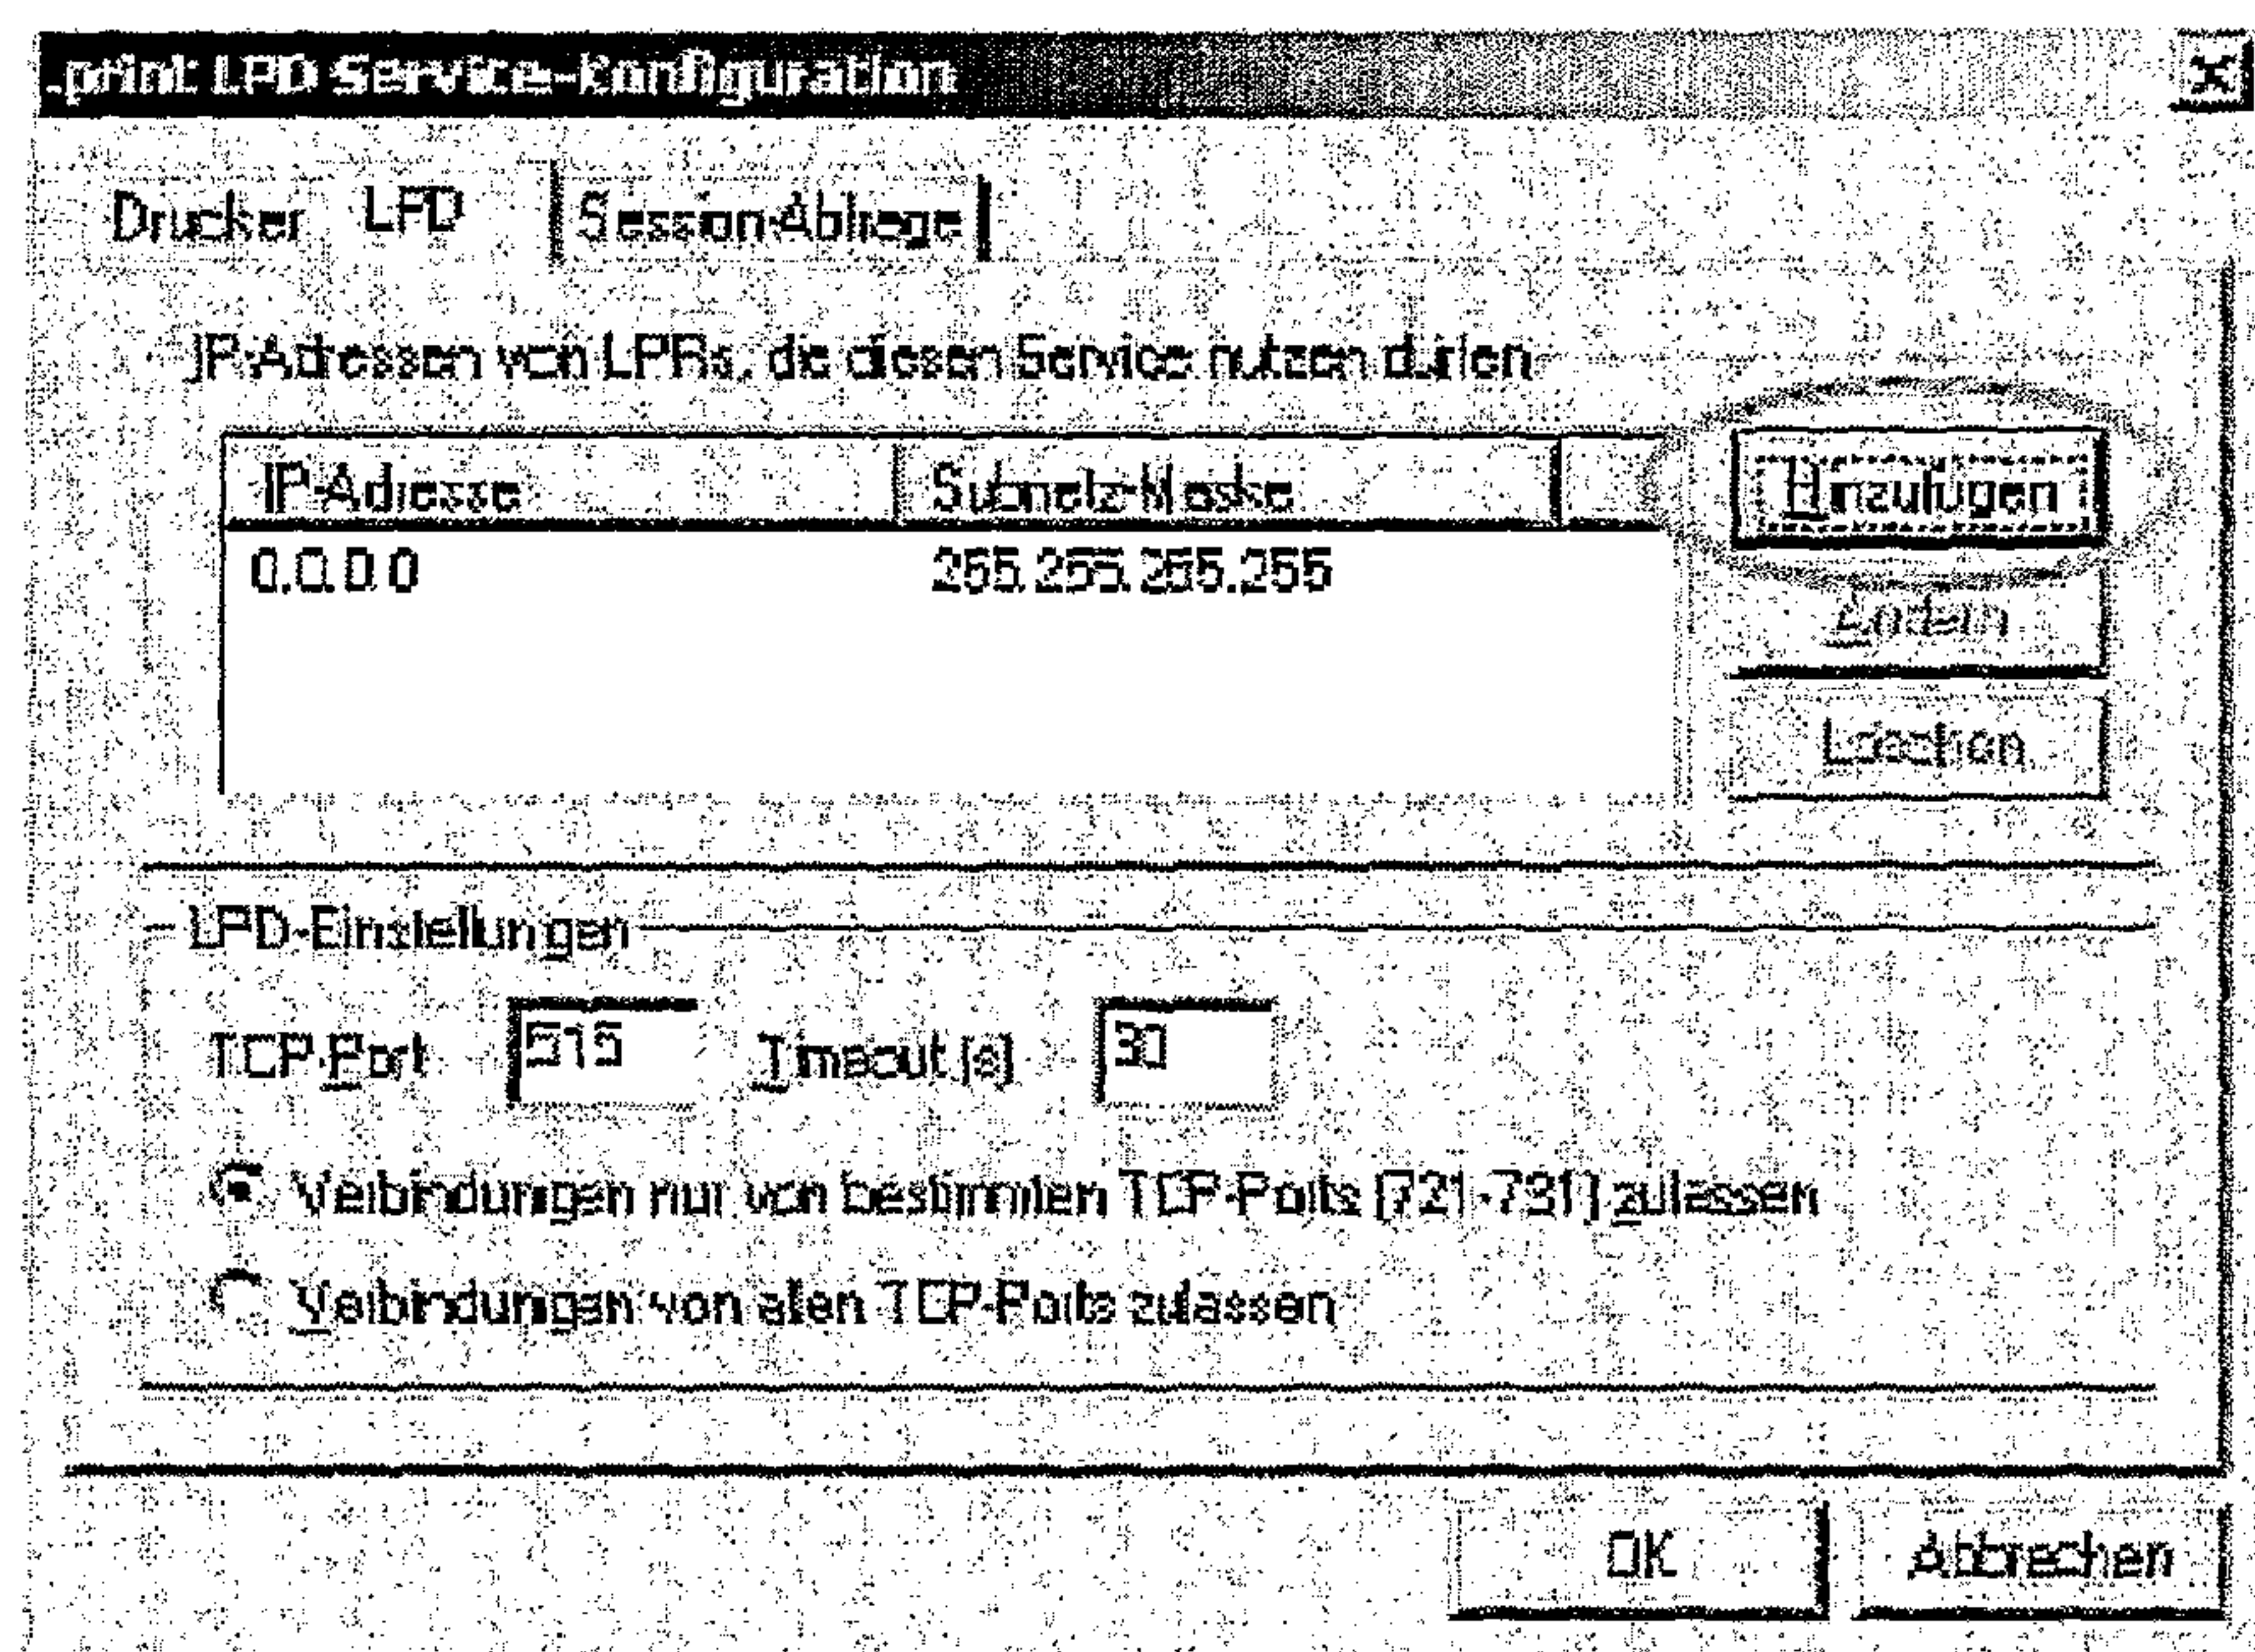 .print LPD Service-Konfiguration
Drucker LPD Session-Ablage
IP-Adressen von LPRs, die diesen Service nutzen dürfen
IP-Adresse Subnetz-Maske Hinzufügen
0.0.0.0 255.255.255.255
Ändern
Löschen
LPD-Einstellungen
TCP-Port 515 Timeout (s) 30
Verbindungen nur von bestimmten TCP-Ports (721-731) zulassen
Verbindungen von allen TCP-Ports zulassen
OK Abbrechen